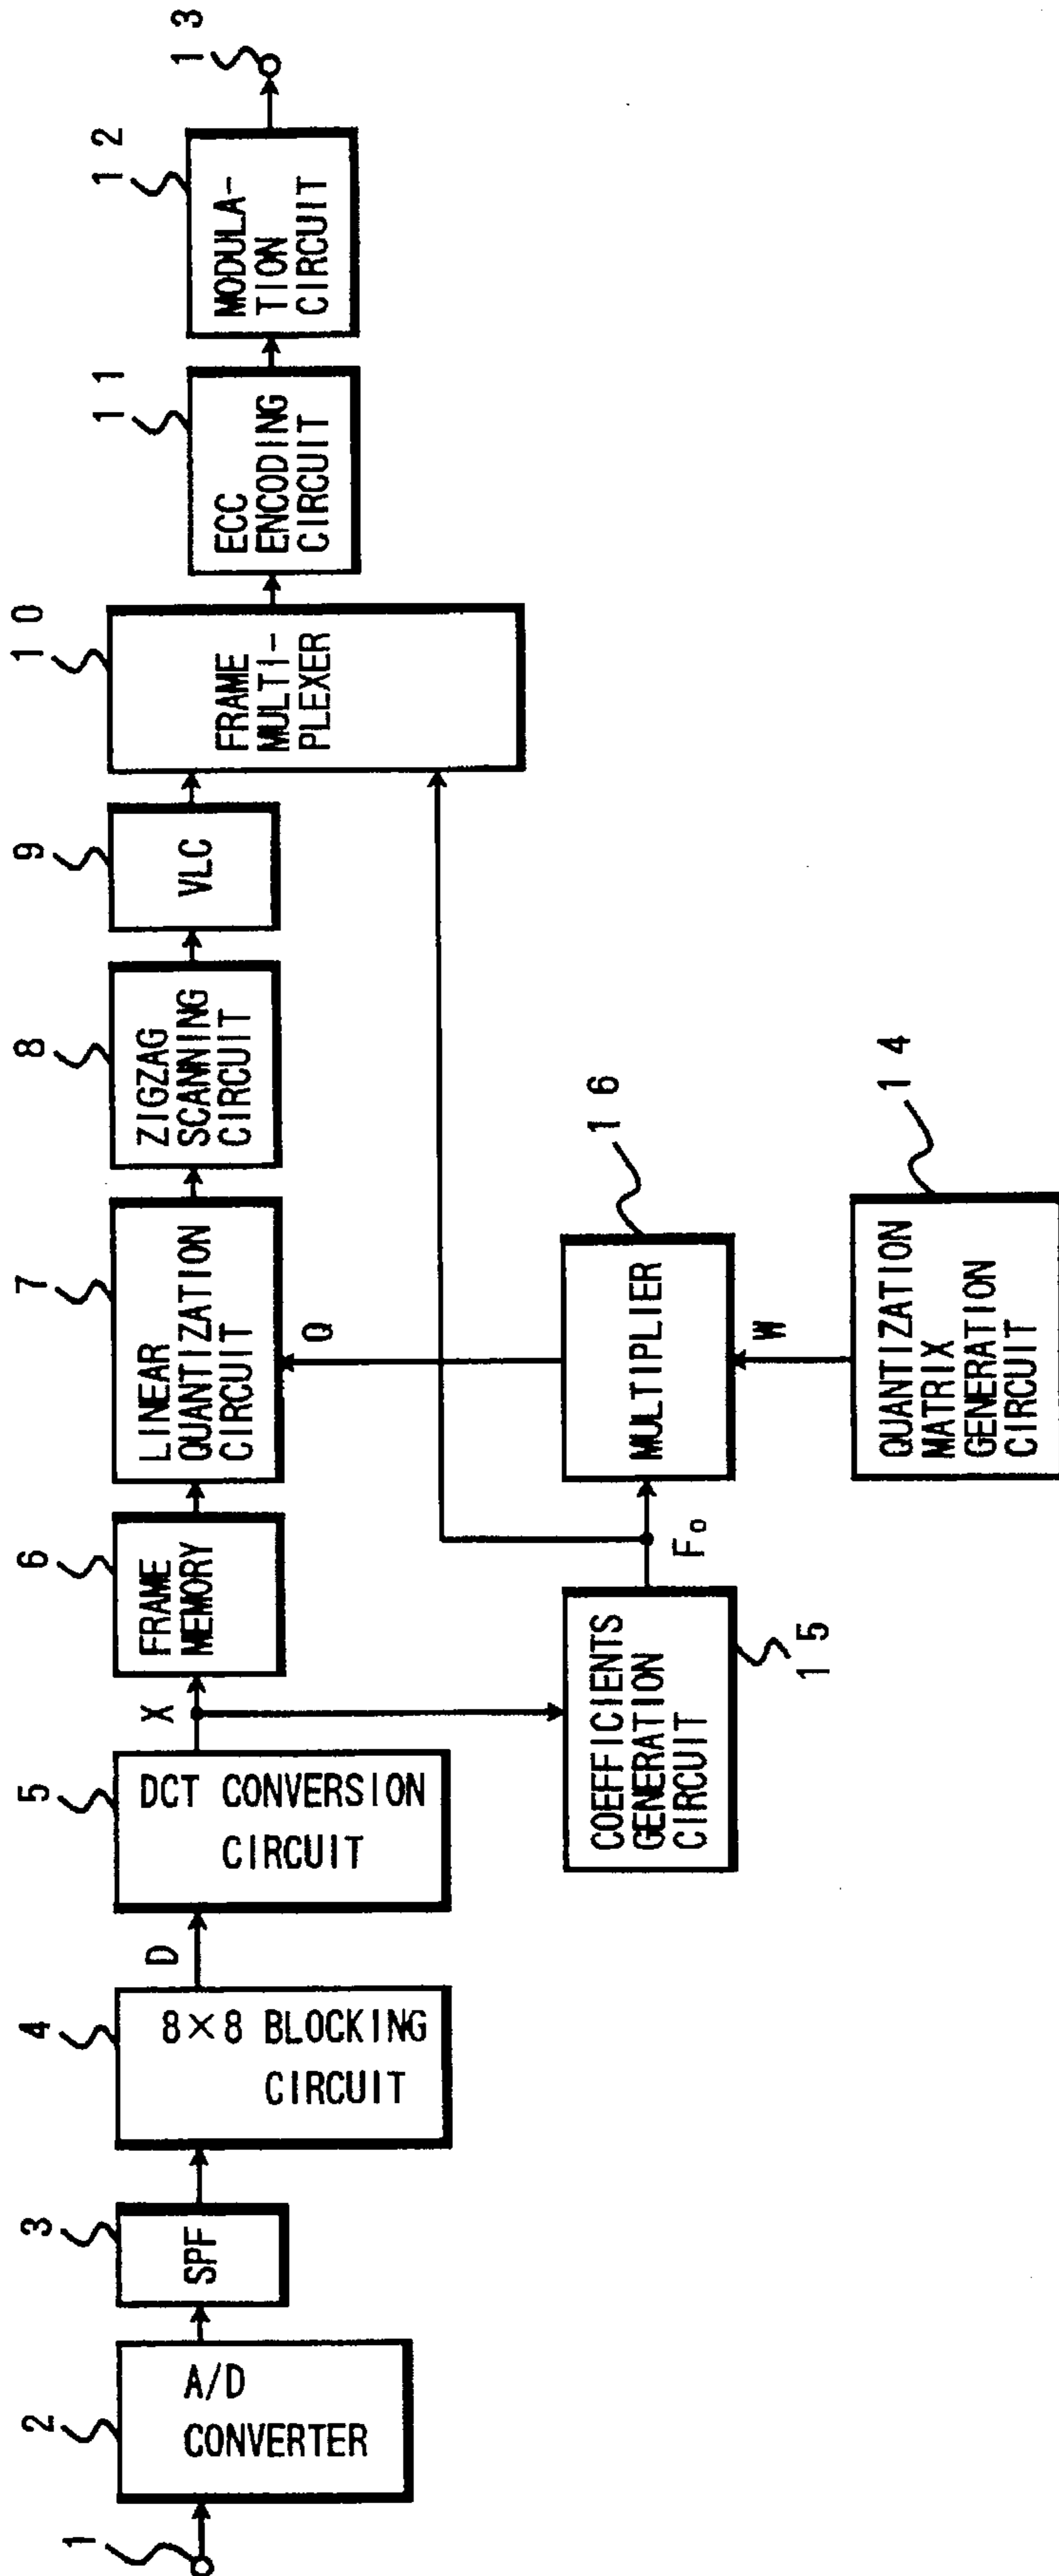 1
2
A/D
CONVERTER
3
SPF
4
8×8 BLOCKING
CIRCUIT
D
5
DCT CONVERSION
CIRCUIT
X
6
FRAME
MEMORY
7
LINEAR
QUANTIZATION
CIRCUIT
8
ZIGZAG
SCANNING
CIRCUIT
9
VLC
10
FRAME
MULTI-
PLEXER
11
ECC
ENCODING
CIRCUIT
12
MODULA-
TION
CIRCUIT
13
Q
COEFFICIENTS
GENERATION
CIRCUIT
15
Fo
MULTIPLIER
16
W
QUANTIZATION
MATRIX
GENERATION
CIRCUIT
14